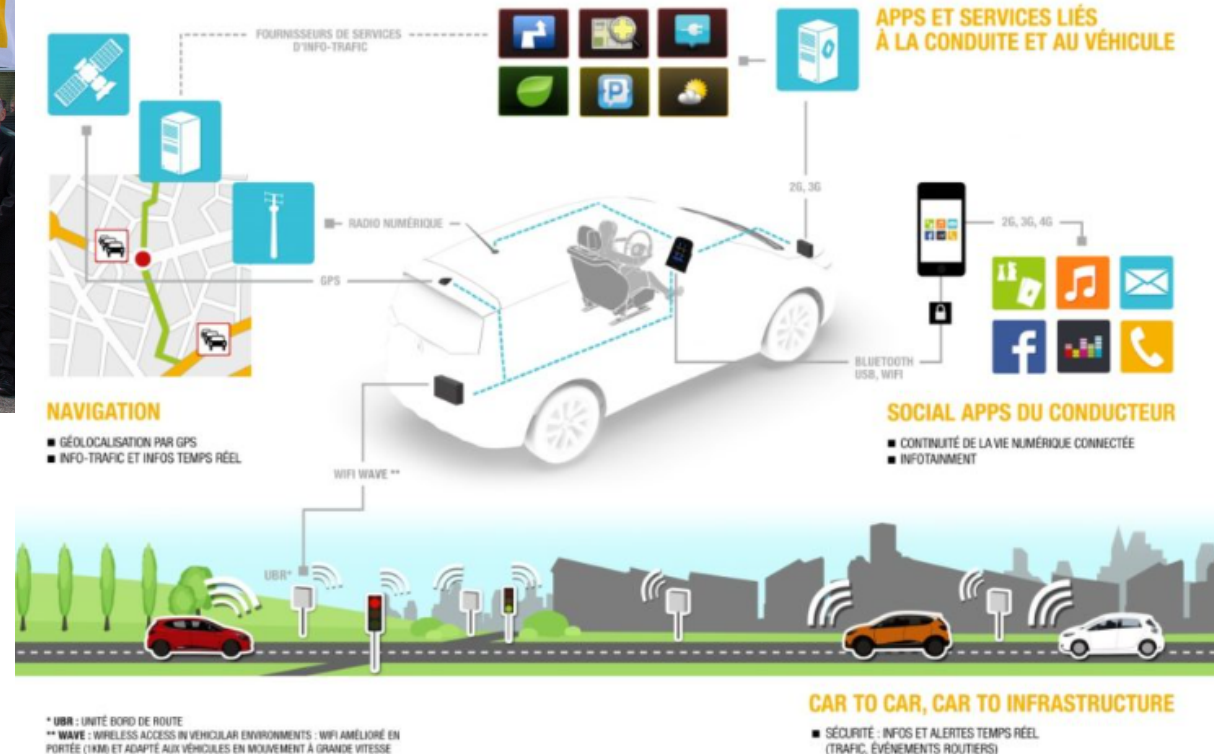 FOURNISSEURS DE SERVICES
D'INFO-TRAFIC
APPS ET SERVICES LIÉS
À LA CONDUITE ET AU VÉHICULE
2G, 3G
RADIO NUMÉRIQUE
GPS
2G, 3G, 4G
BLUETOOTH
USB, WIFI
NAVIGATION
■ GÉOLOCALISATION PAR GPS
■ INFO-TRAFIC ET INFOS TEMPS RÉEL
SOCIAL APPS DU CONDUCTEUR
■ CONTINUITÉ DE LA VIE NUMÉRIQUE CONNECTÉE
■ INFOTAINMENT
WIFI WAVE **
UBR*
* UBR : UNITÉ BORD DE ROUTE
** WAVE : WIRELESS ACCESS IN VEHICULAR ENVIRONMENTS : WIFI AMÉLIORÉ EN
PORTÉE (1KM) ET ADAPTÉ AUX VÉHICULES EN MOUVEMENT À GRANDE VITESSE
CAR TO CAR, CAR TO INFRASTRUCTURE
■ SÉCURITÉ : INFOS ET ALERTES TEMPS RÉEL
(TRAFIC, ÉVÉNEMENTS ROUTIERS)